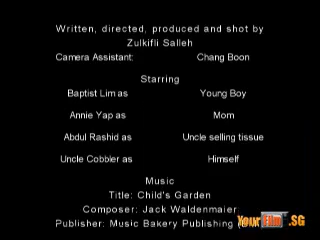 Written, directed, produced and shot by
Zulkifli Salleh
Camera Assistant: Chang Boon
Starring
Baptist Lim as Young Boy
Annie Yap as Mom
Abdul Rashid as Uncle selling tissue
Uncle Cobbler as Himself
Music
Title: Child's Garden
Composer: Jack Waldenmaier
Publisher: Music Bakery Publishing
Your Film .SG